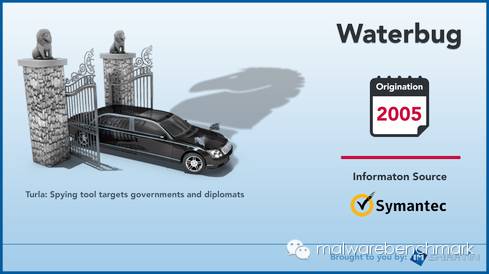 Waterbug
Origination
2005
Turla: Spying tool targets governments and diplomats
Informaton Source
Symantec
Brought to you by:
malwarebenchmark